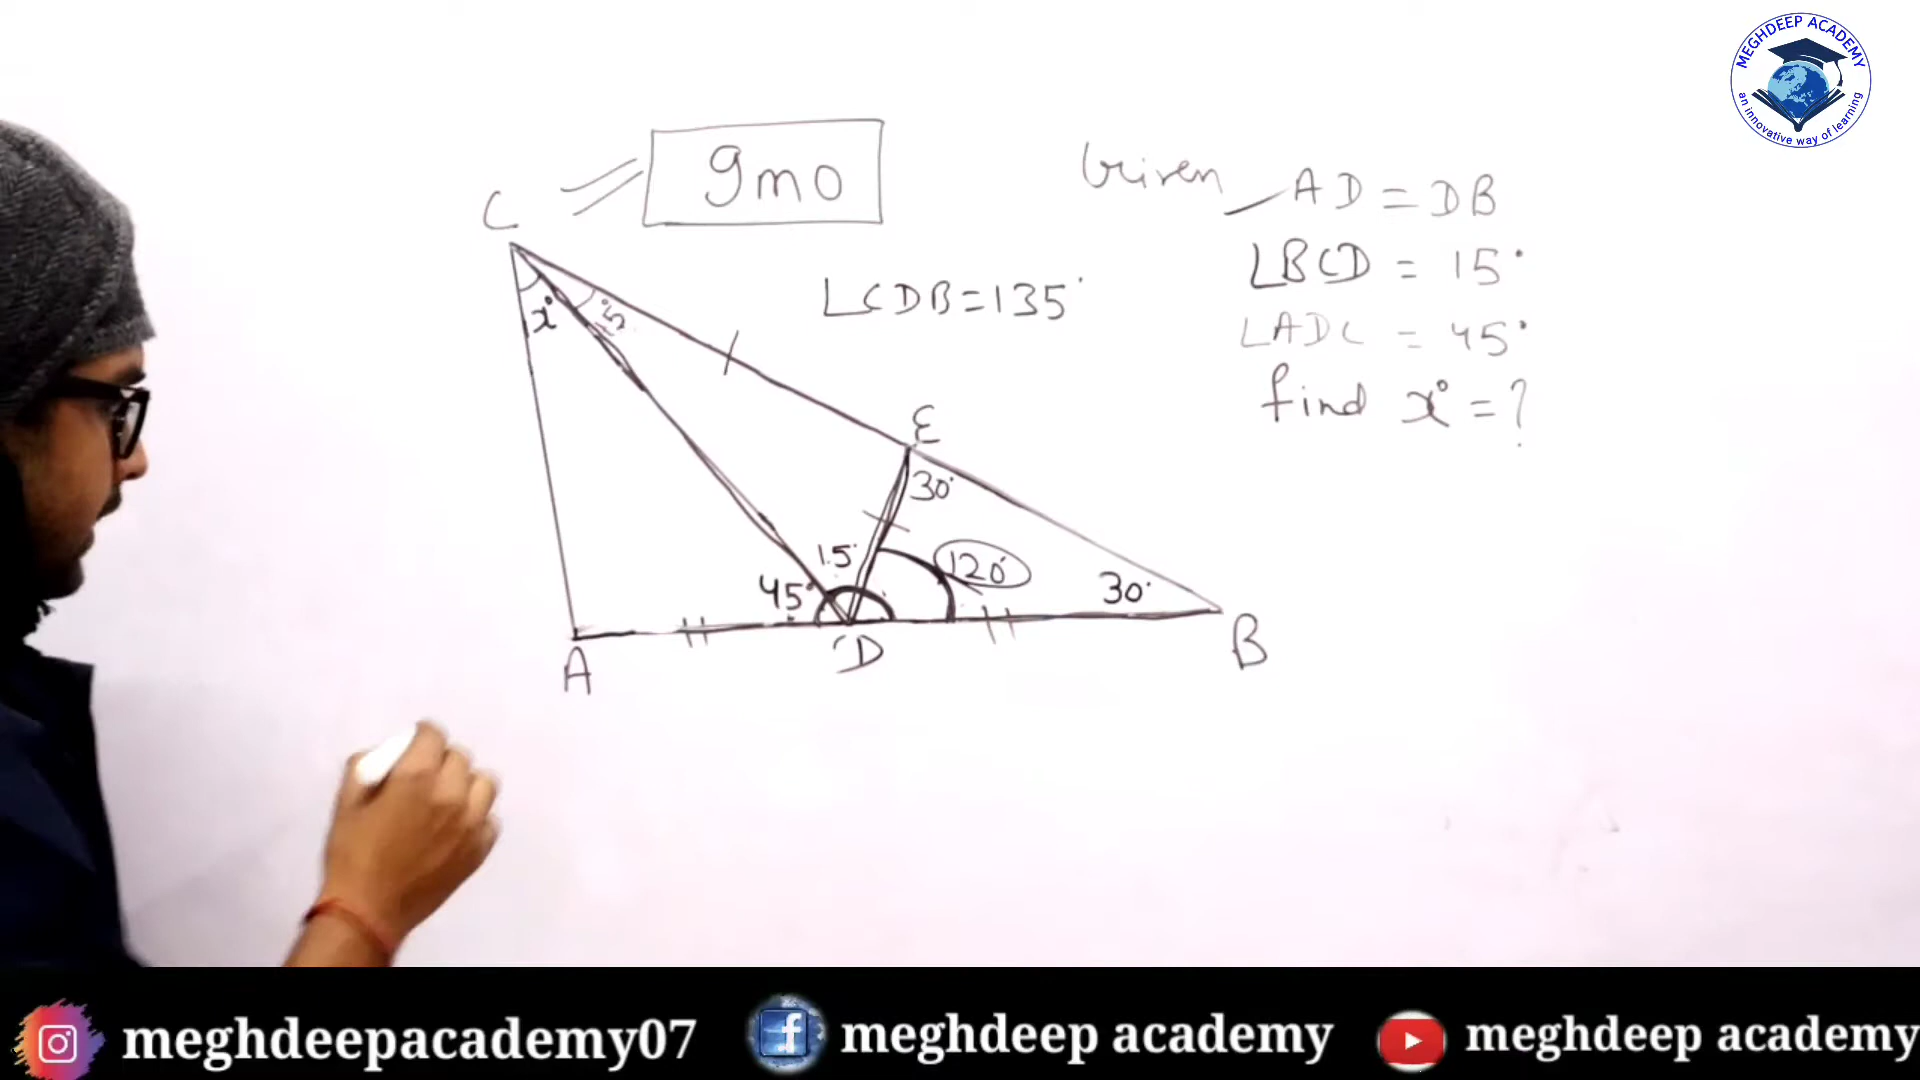 MEGHDEEP ACADEMY
an innovative way of learning
gmo
Given AD = DB
∠BCD = 15°
∠ADC = 45°
find x° = ?
∠CDB = 135°
C
x°
15°
E
30°
15°
120°
45°
30°
A
D
B
meghdeepacademy07
meghdeep academy
meghdeep academy